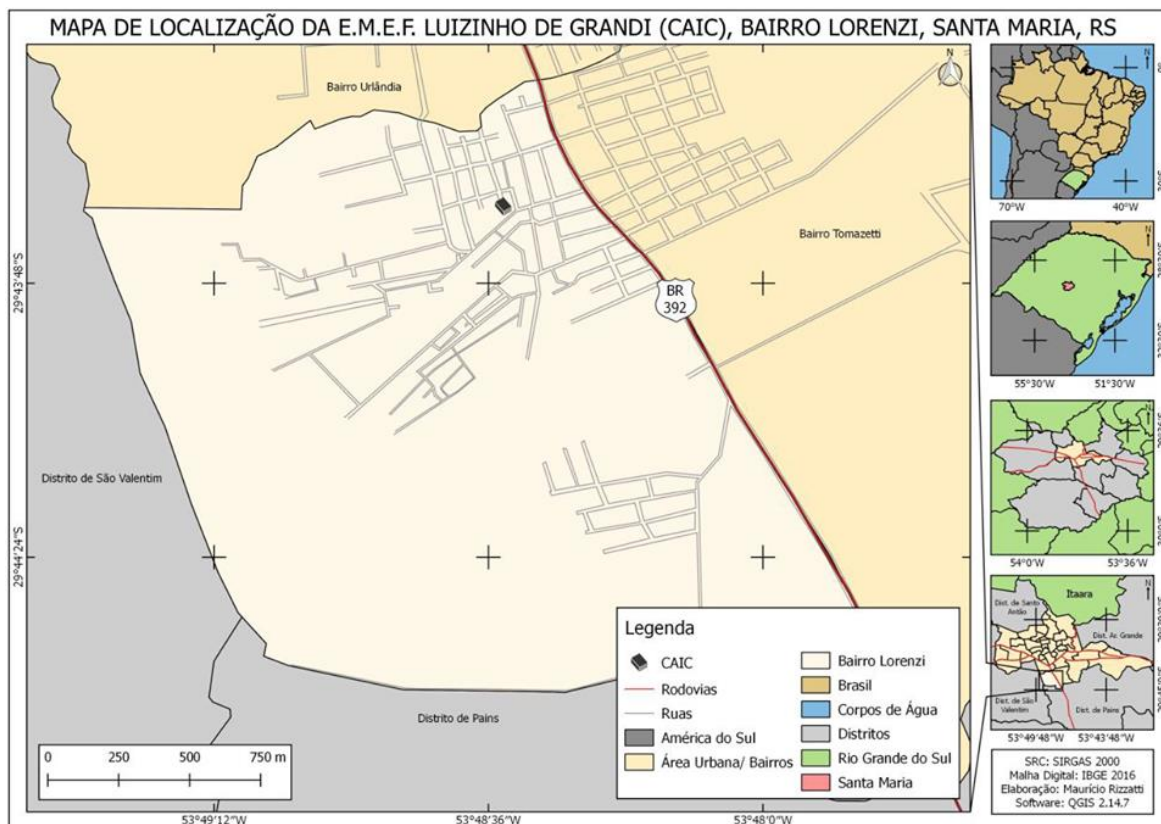 MAPA DE LOCALIZAÇÃO DA E.M.E.F. LUIZINHO DE GRANDI (CAIC), BAIRRO LORENZI, SANTA MARIA, RS
Bairro Urlândia
N
Bairro Tomazetti
BR
392
29°43'48"S
29°44'24"S
Distrito de São Valentim
Distrito de Pains
53°49'12"W
53°48'36"W
53°48'0"W
0 250 500 750 m
Legenda
CAIC
Rodovias
Ruas
América do Sul
Área Urbana/ Bairros
Bairro Lorenzi
Brasil
Corpos de Água
Distritos
Rio Grande do Sul
Santa Maria
70°W 40°W
55°30'W 51°30'W
54°0'W 53°36'W
Itaara
Dist. de Santo
Antão
Dist. Ar. Grande
Dist. de São
Valentim
Dist. de Pains
53°49'48"W 53°43'48"W
SRC: SIRGAS 2000
Malha Digital: IBGE 2016
Elaboração: Maurício Rizzatti
Software: QGIS 2.14.7